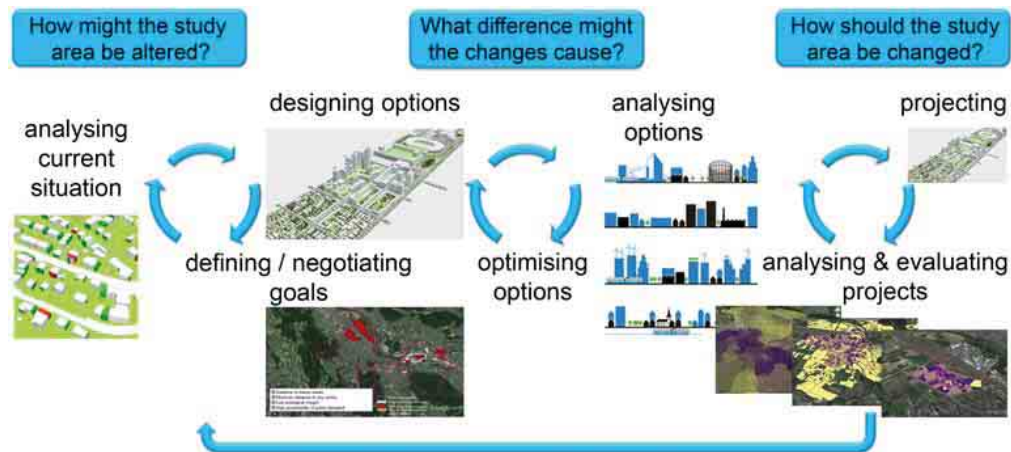 How might the study
area be altered?
What difference might
the changes cause?
How should the study
area be changed?
analysing
current
situation
designing options
defining / negotiating
goals
optimising
options
analysing
options
projecting
analysing & evaluating
projects